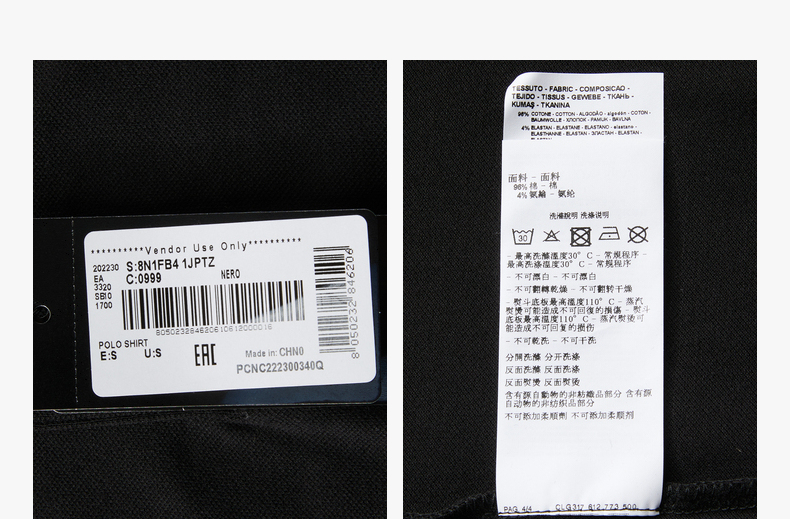 **********Vendor Use Only**********
202230
EA
3320
SBI0
1700
S:8N1FB4 1JPTZ
C:0999
NERO
8050232846206
POLO SHIRT
E:S U:S
EAC
Made in: CHN0
PCNC222300340Q
8 050232 846206
TESSUTO - FABRIC - COMPOSICAO -
TEJIDO - TISSUS - GEWEBE - ТКАНЬ -
KUMAŞ - TKANINA
96% COTONE - COTTON - ALGODÃO - algodón - COTON -
BAUMWOLLE - ХЛОПОК - PAMUK - BAVLNA
4% ELASTAN - ELASTANE - ELASTANO - elastano -
ELASTHANNE - ELASTHAN - ЭЛАСТАН - ELASTAN -
面料 - 面料
96% 棉 - 棉
4% 氨綸 - 氨纶
洗滌說明 洗涤说明
30
- 最高洗滌溫度30° C - 常規程序 -
最高洗涤温度30° C - 常规程序
- 不可漂白 - 不可漂白
- 不可翻轉乾燥 - 不可翻转干燥
- 熨斗底板最高溫度110° C - 蒸汽
熨燙可能造成不可回復的損傷 - 熨斗
底板最高温度110° C - 蒸汽熨烫可
能造成不可回复的损伤
- 不可乾洗 - 不可干洗
分開洗滌 分开洗涤
反面洗滌 反面洗涤
反面熨燙 反面熨烫
含有源自動物的非紡織品部分 含有源
自动物的非纺织品部分
不可添加柔順劑 不可添加柔顺剂
PAG. 4/4
CLG317.612.773.500.